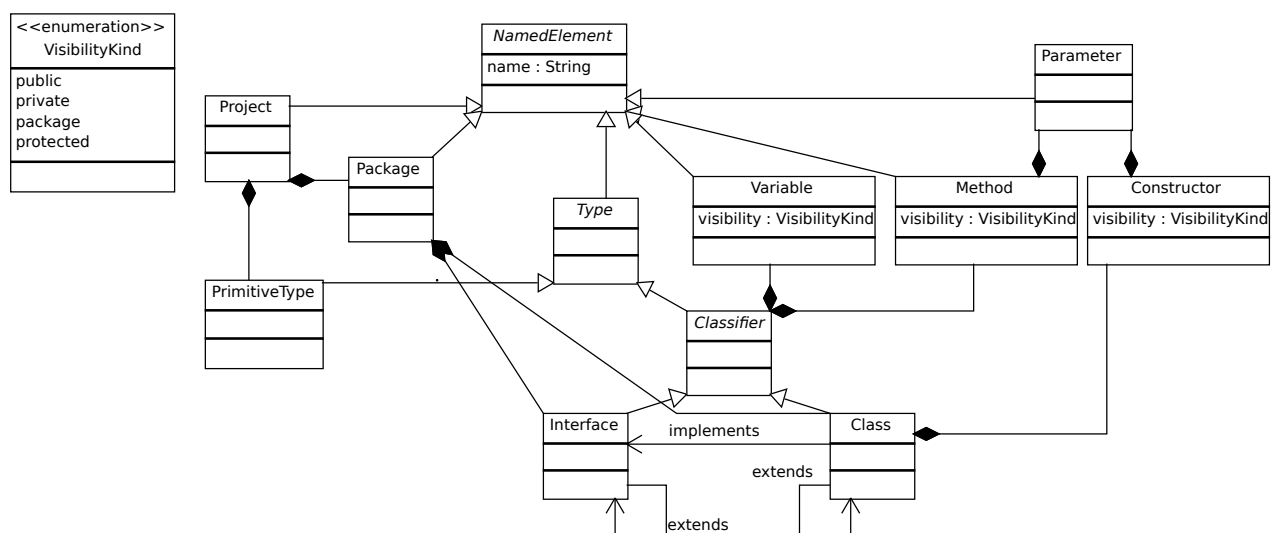 <<enumeration>>
VisibilityKind
public
private
package
protected
NamedElement
name : String
Parameter
Project
Package
Type
Variable
visibility : VisibilityKind
Method
visibility : VisibilityKind
Constructor
visibility : VisibilityKind
PrimitiveType
Classifier
Interface
implements
Class
extends
extends